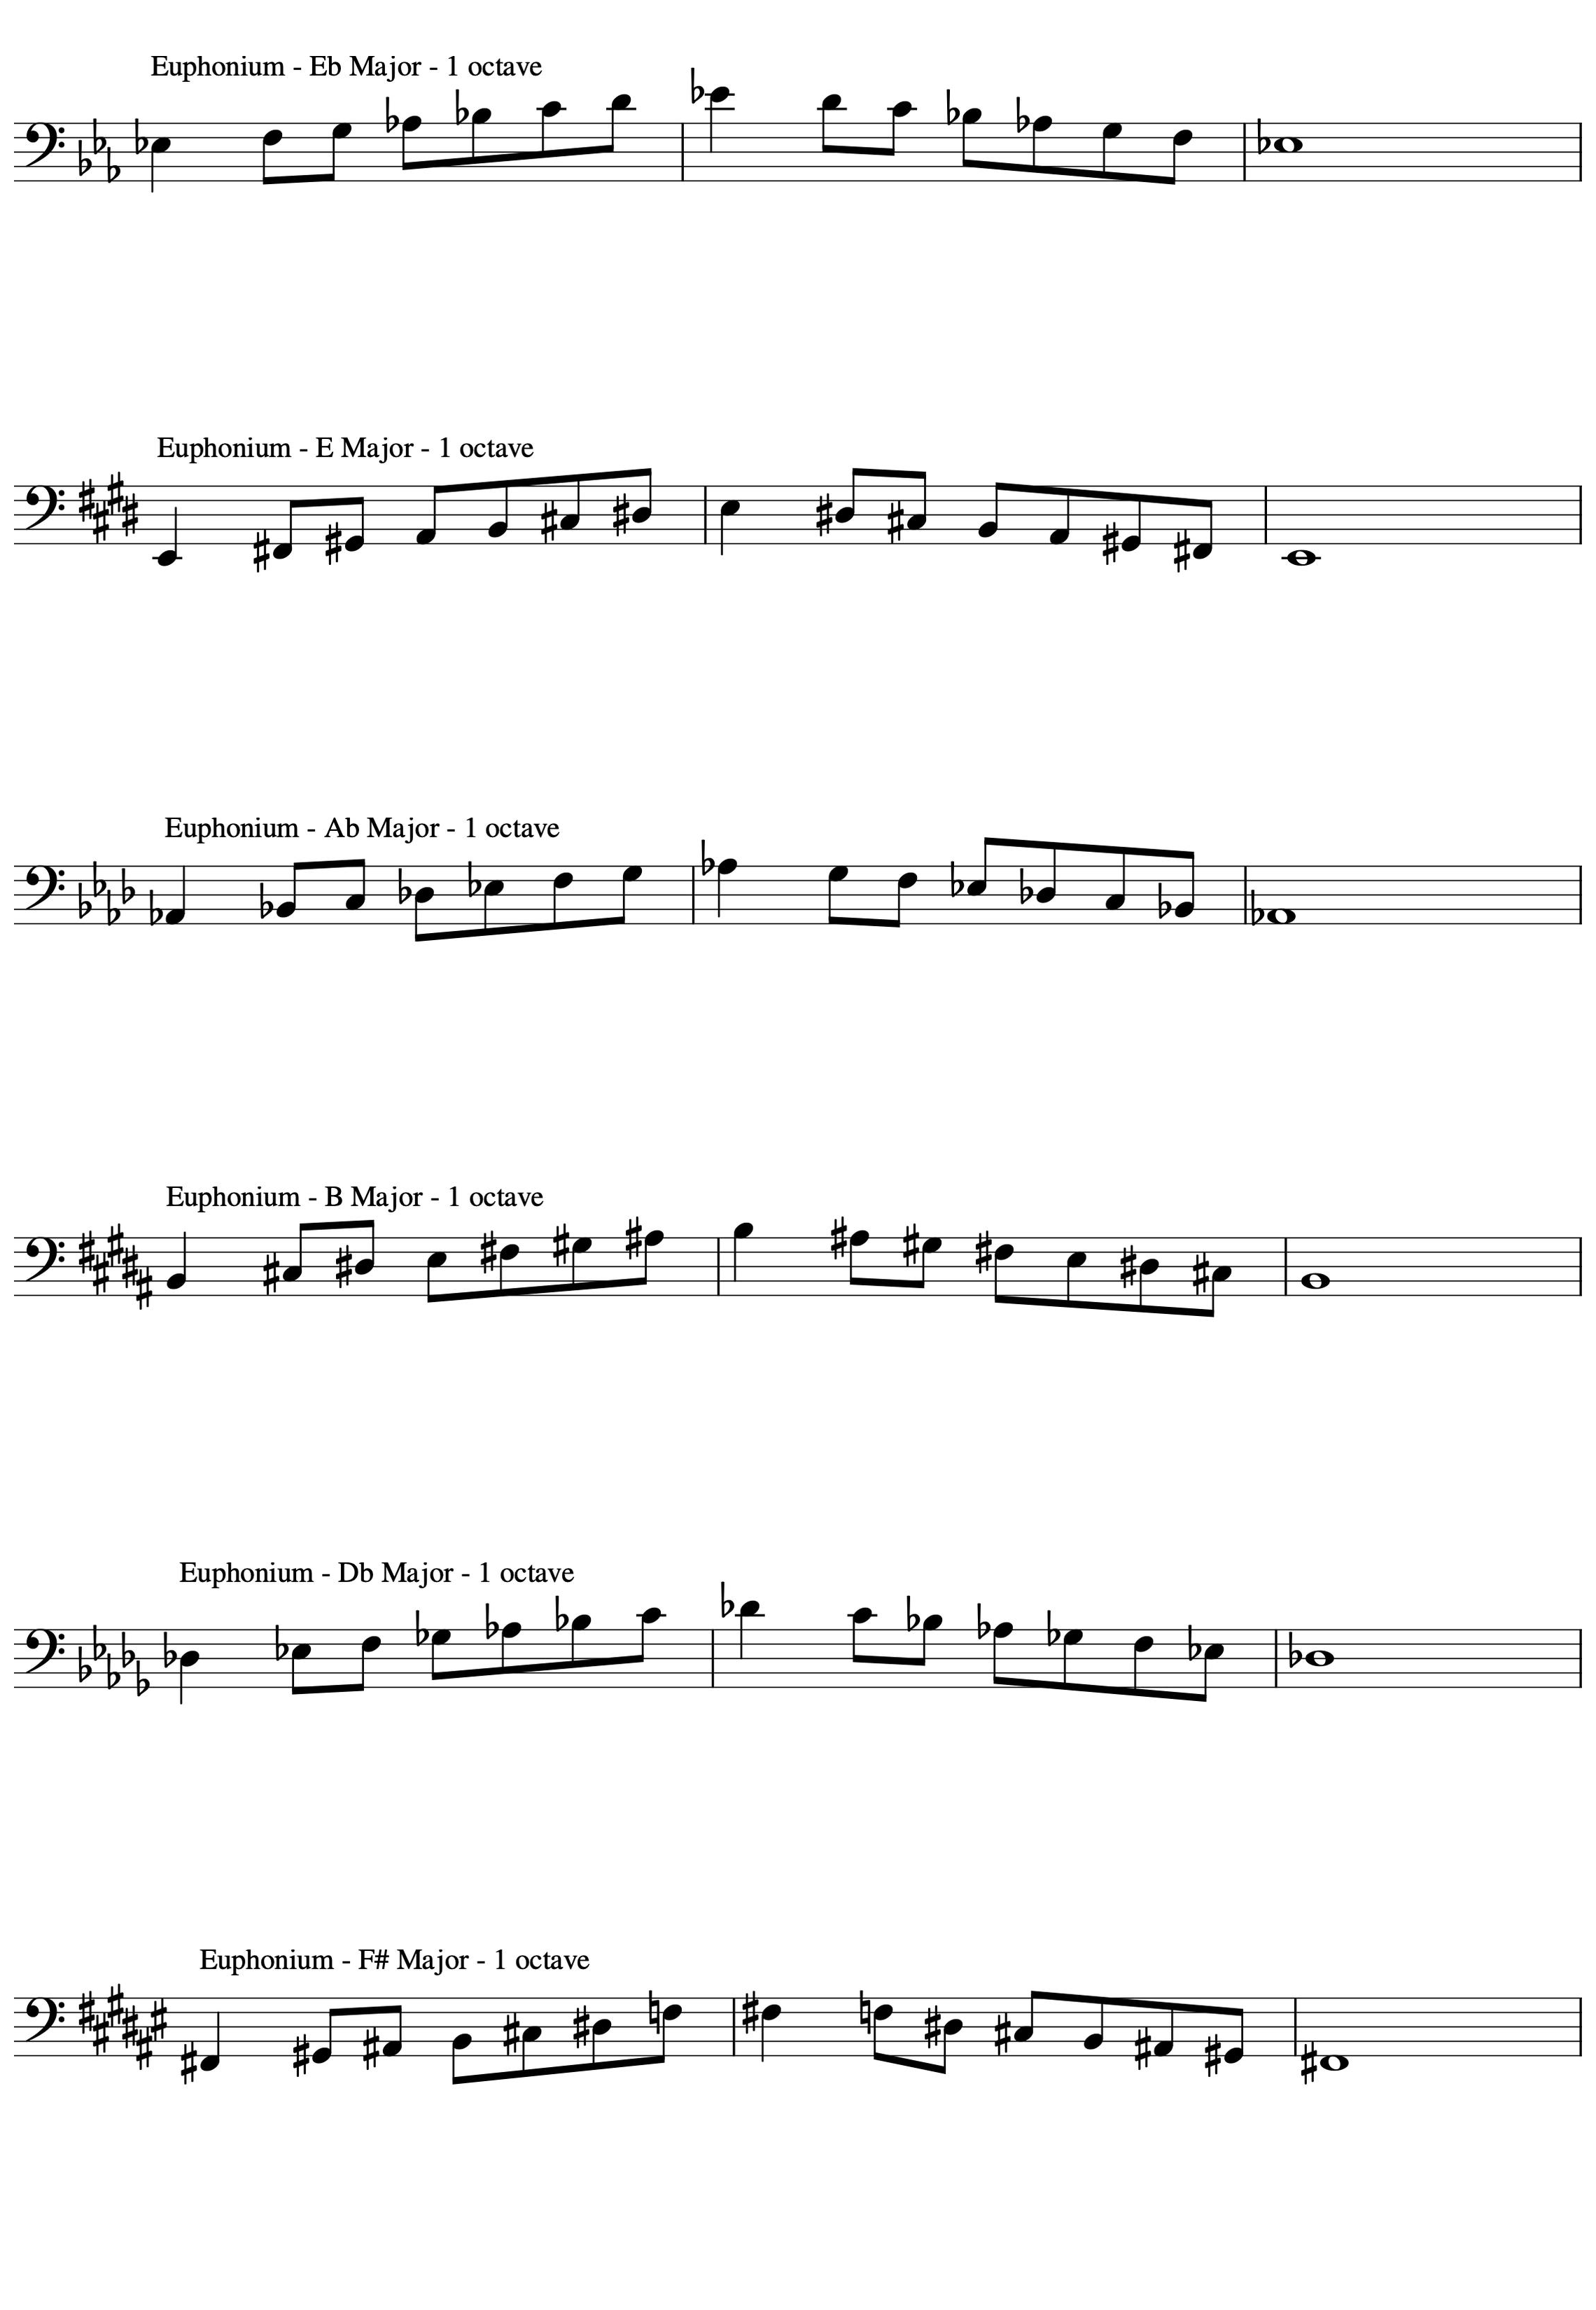 Euphonium - Eb Major - 1 octave
Euphonium - E Major - 1 octave
Euphonium - Ab Major - 1 octave
Euphonium - B Major - 1 octave
Euphonium - Db Major - 1 octave
Euphonium - F# Major - 1 octave